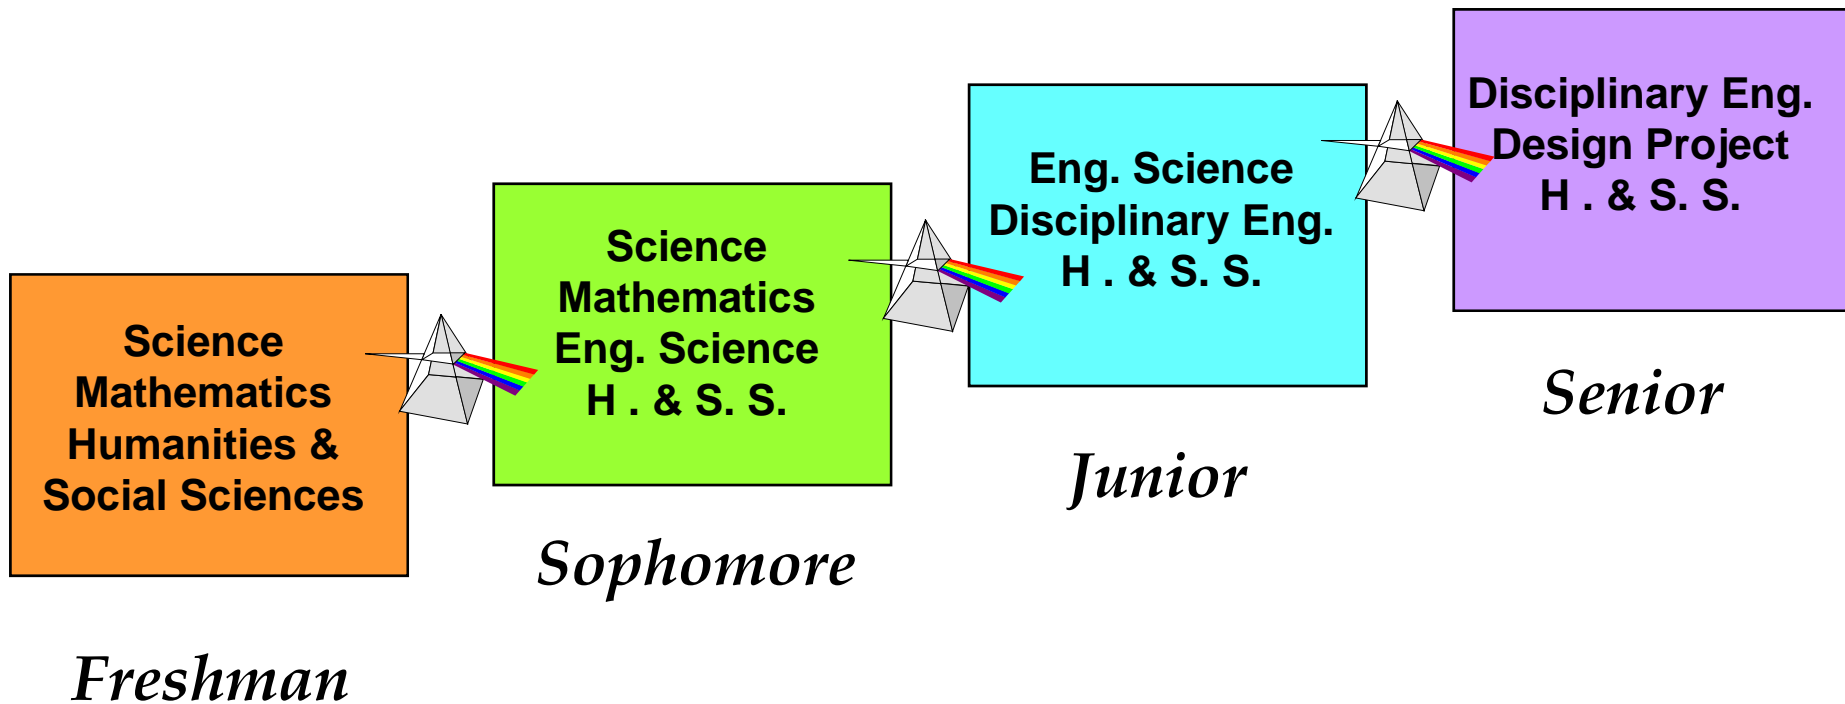 Science
Mathematics
Humanities &
Social Sciences
Freshman
Science
Mathematics
Eng. Science
H . & S. S.
Sophomore
Eng. Science
Disciplinary Eng.
H . & S. S.
Junior
Disciplinary Eng.
Design Project
H . & S. S.
Senior